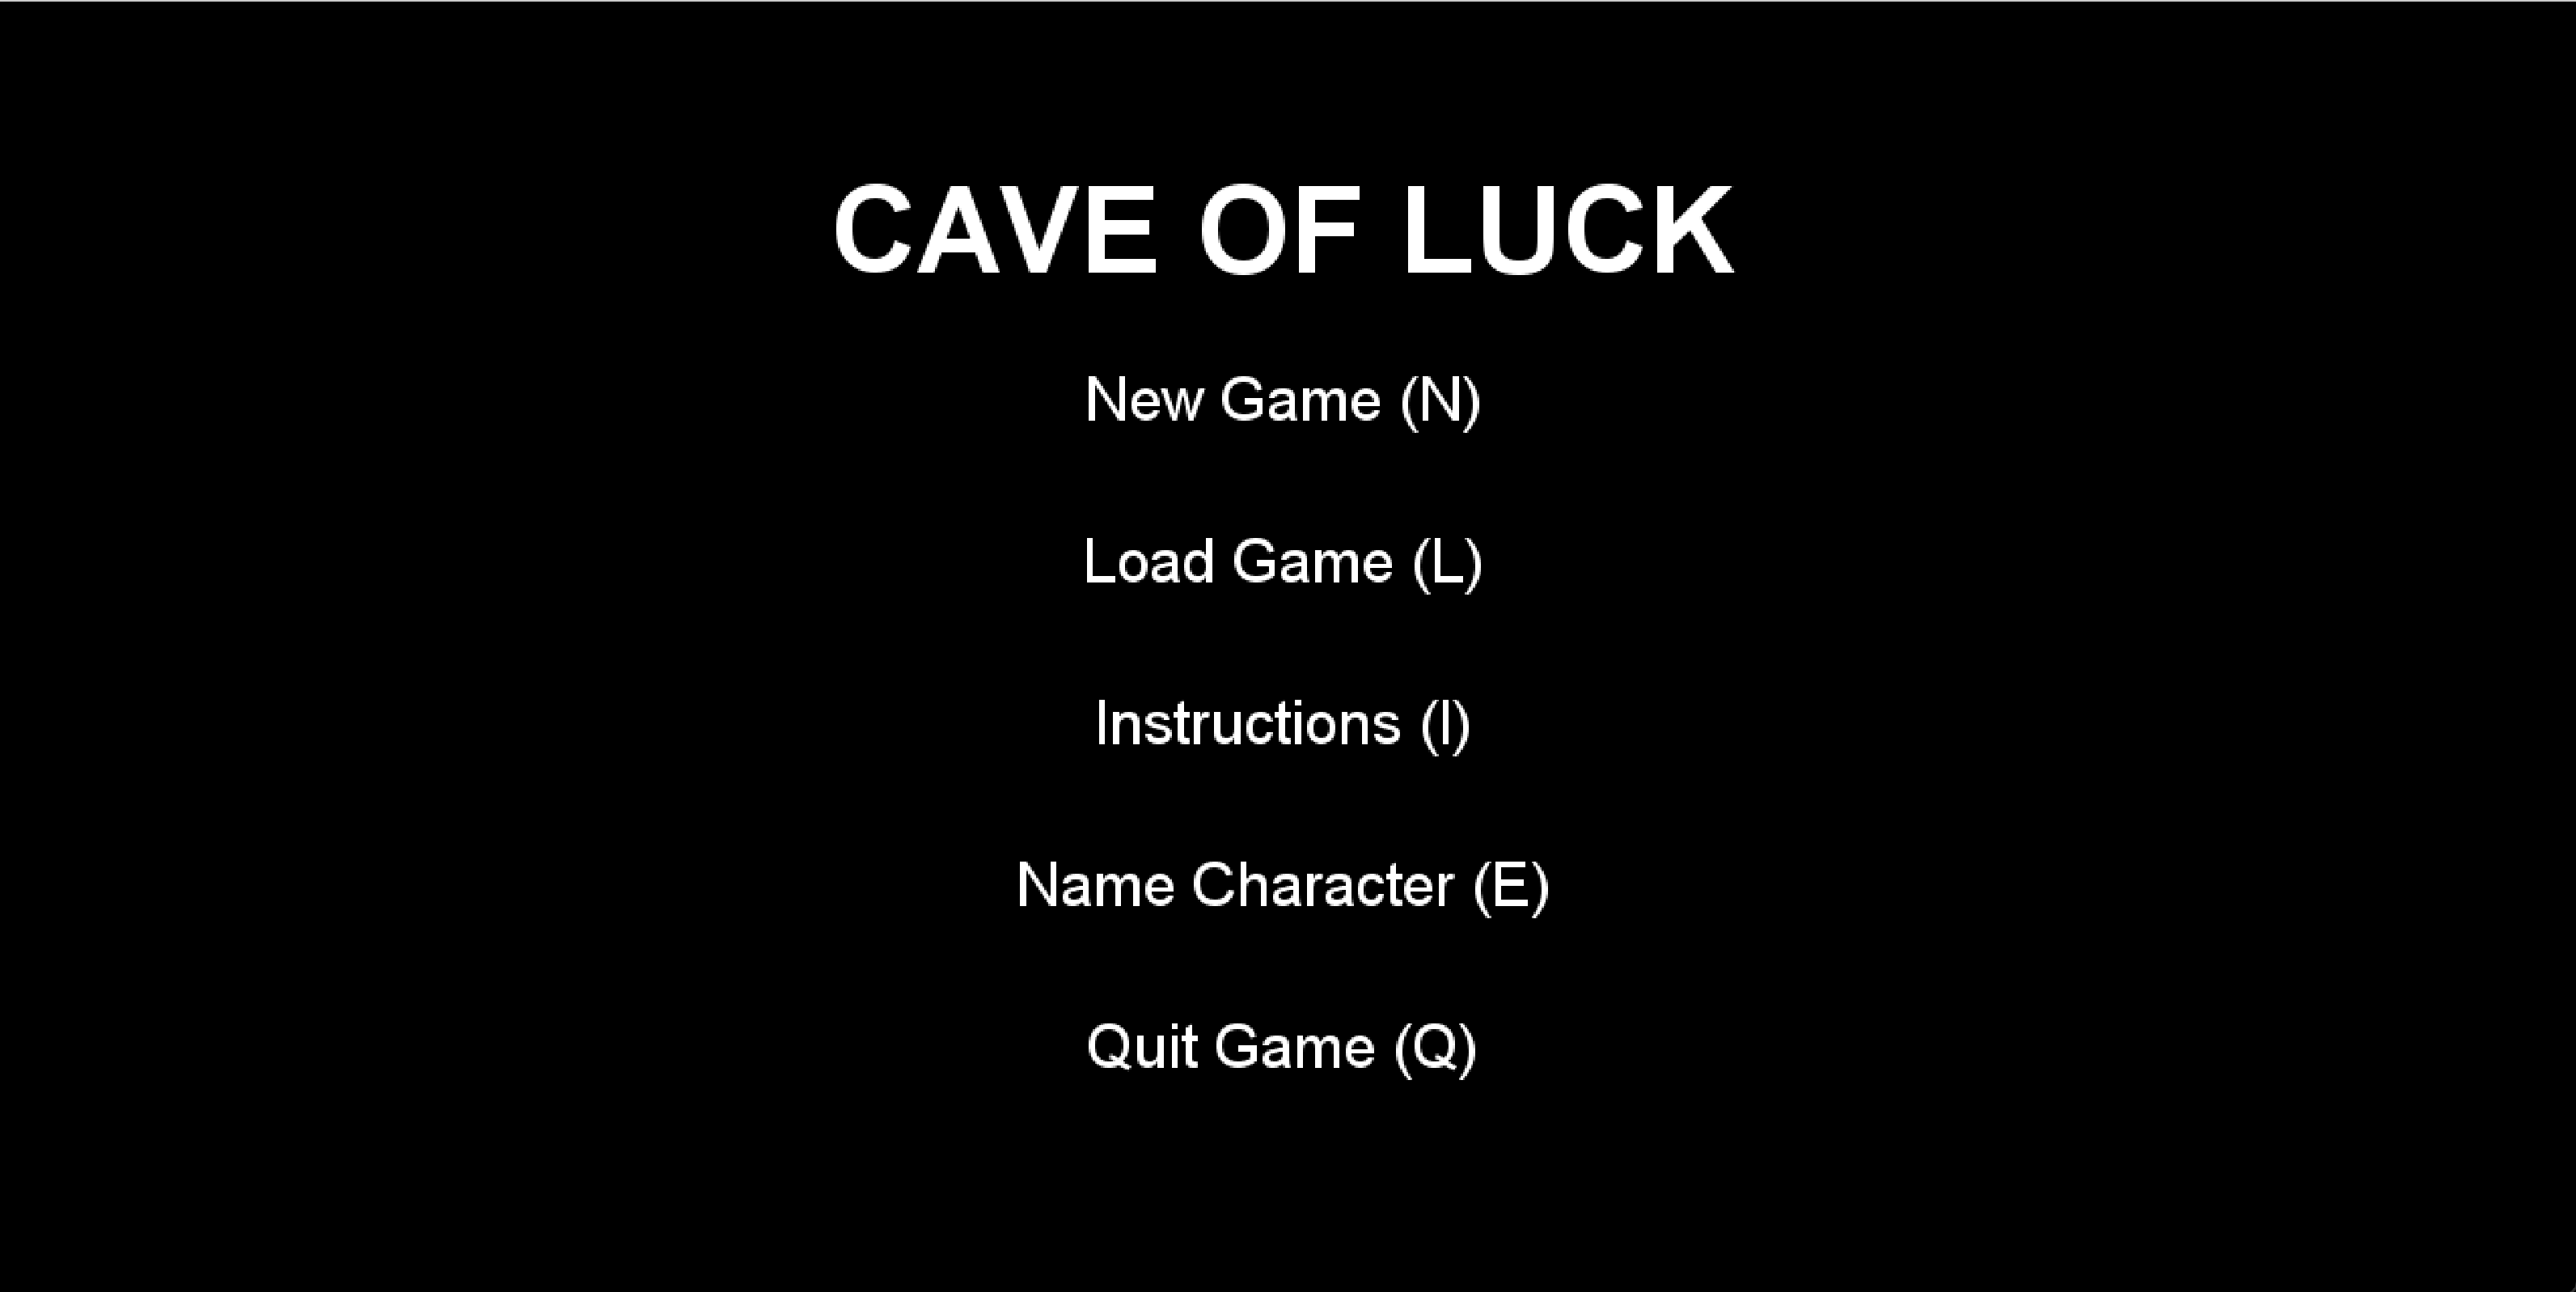 CAVE OF LUCK
New Game (N)
Load Game (L)
Instructions (I)
Name Character (E)
Quit Game (Q)